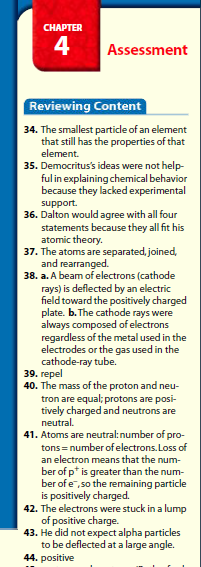 CHAPTER
4
Assessment
Reviewing Content
34. The smallest particle of an element
that still has the properties of that
element.
35. Democritus's ideas were not help-
ful in explaining chemical behavior
because they lacked experimental
support.
36. Dalton would agree with all four
statements because they all fit his
atomic theory.
37. The atoms are separated, joined,
and rearranged.
38. a. A beam of electrons (cathode
rays) is deflected by an electric
field toward the positively charged
plate. b. The cathode rays were
always composed of electrons
regardless of the metal used in the
electrodes or the gas used in the
cathode-ray tube.
39. repel
40. The mass of the proton and neu-
tron are equal; protons are posi-
tively charged and neutrons are
neutral.
41. Atoms are neutral: number of pro-
tons = number of electrons. Loss of
an electron means that the num-
ber of p⁺ is greater than the num-
ber of e⁻, so the remaining particle
is positively charged.
42. The electrons were stuck in a lump
of positive charge.
43. He did not expect alpha particles
to be deflected at a large angle.
44. positive